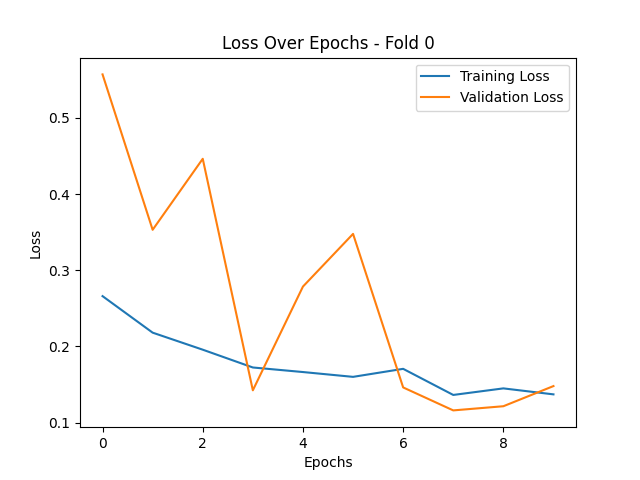 Loss Over Epochs - Fold 0
Training Loss
Validation Loss
0.5
0.4
0.3
0.2
0.1
Loss
0 2 4 6 8
Epochs